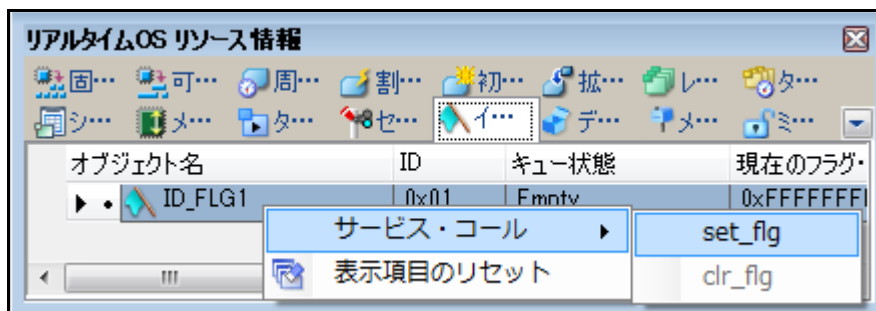 リアルタイムOS リソース情報
固… 可… 周… 割… 初… 拡… レ… タ…
シ… メ… タ… セ… イ… デ… メ… ミ…
オブジェクト名 ID キュー状態 現在のフラグ・
ID_FLG1 0x01 Empty 0xFFFFFFF
サービス・コール set_flg
表示項目のリセット clr_flg